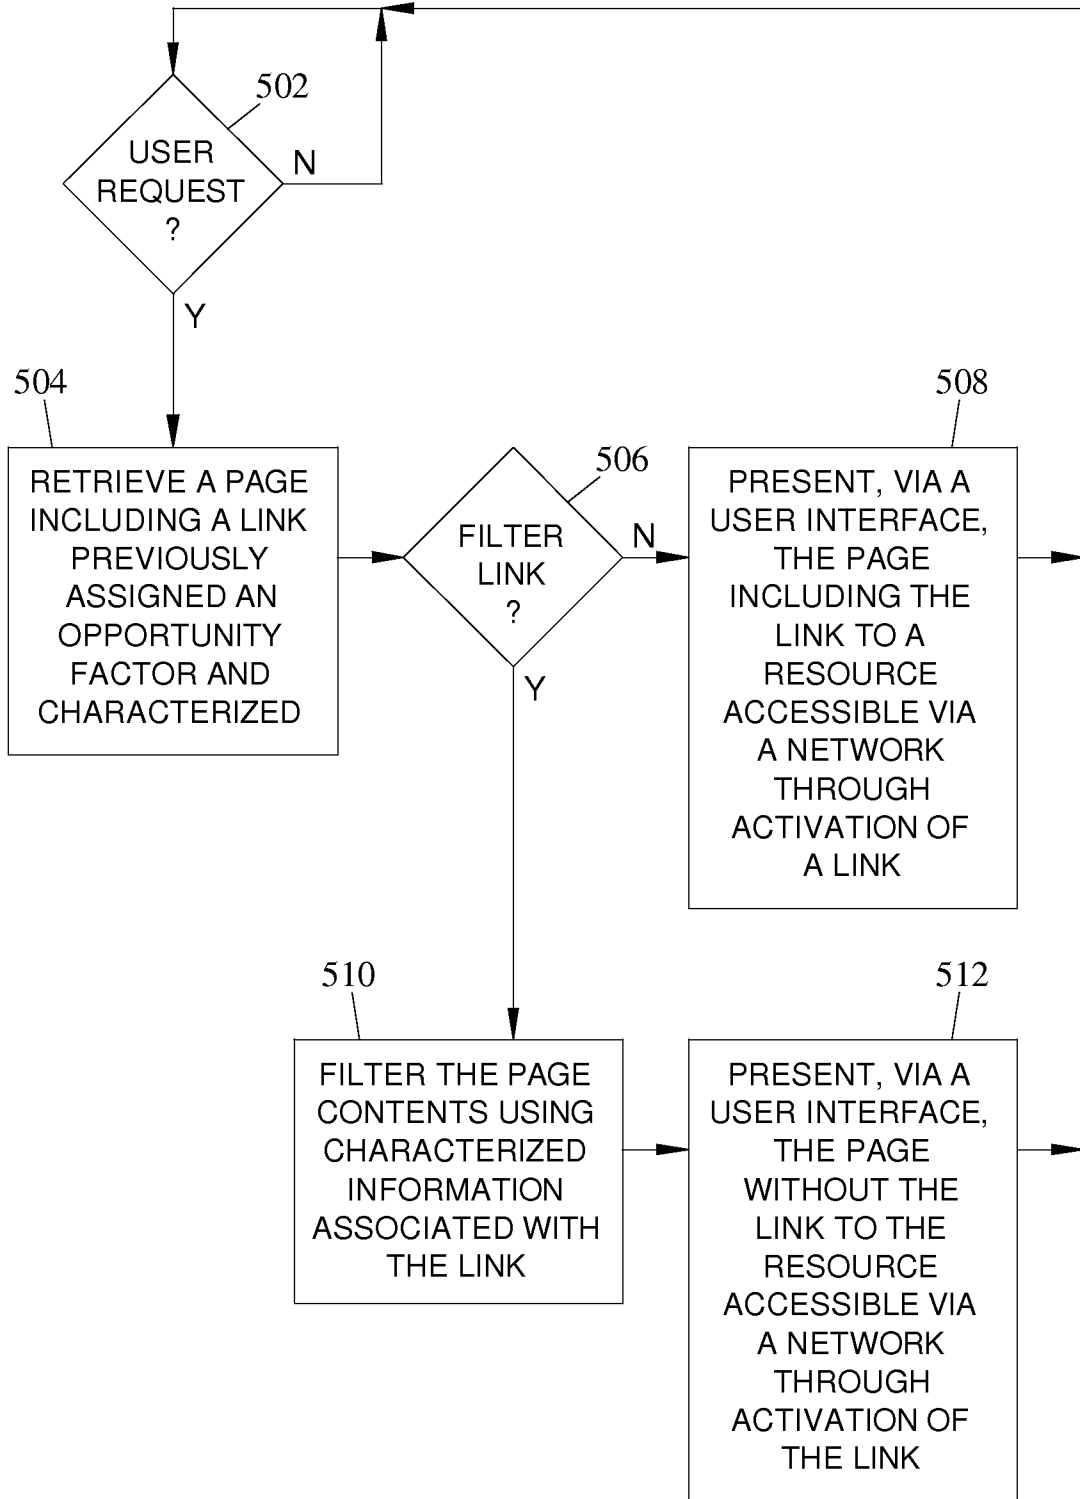 502
USER
REQUEST
?
N
Y
504
RETRIEVE A PAGE
INCLUDING A LINK
PREVIOUSLY
ASSIGNED AN
OPPORTUNITY
FACTOR AND
CHARACTERIZED
506
FILTER
LINK
?
N
Y
508
PRESENT, VIA A
USER INTERFACE,
THE PAGE
INCLUDING THE
LINK TO A
RESOURCE
ACCESSIBLE VIA
A NETWORK
THROUGH
ACTIVATION OF
A LINK
510
FILTER THE PAGE
CONTENTS USING
CHARACTERIZED
INFORMATION
ASSOCIATED WITH
THE LINK
512
PRESENT, VIA A
USER INTERFACE,
THE PAGE
WITHOUT THE
LINK TO THE
RESOURCE
ACCESSIBLE VIA
A NETWORK
THROUGH
ACTIVATION OF
THE LINK